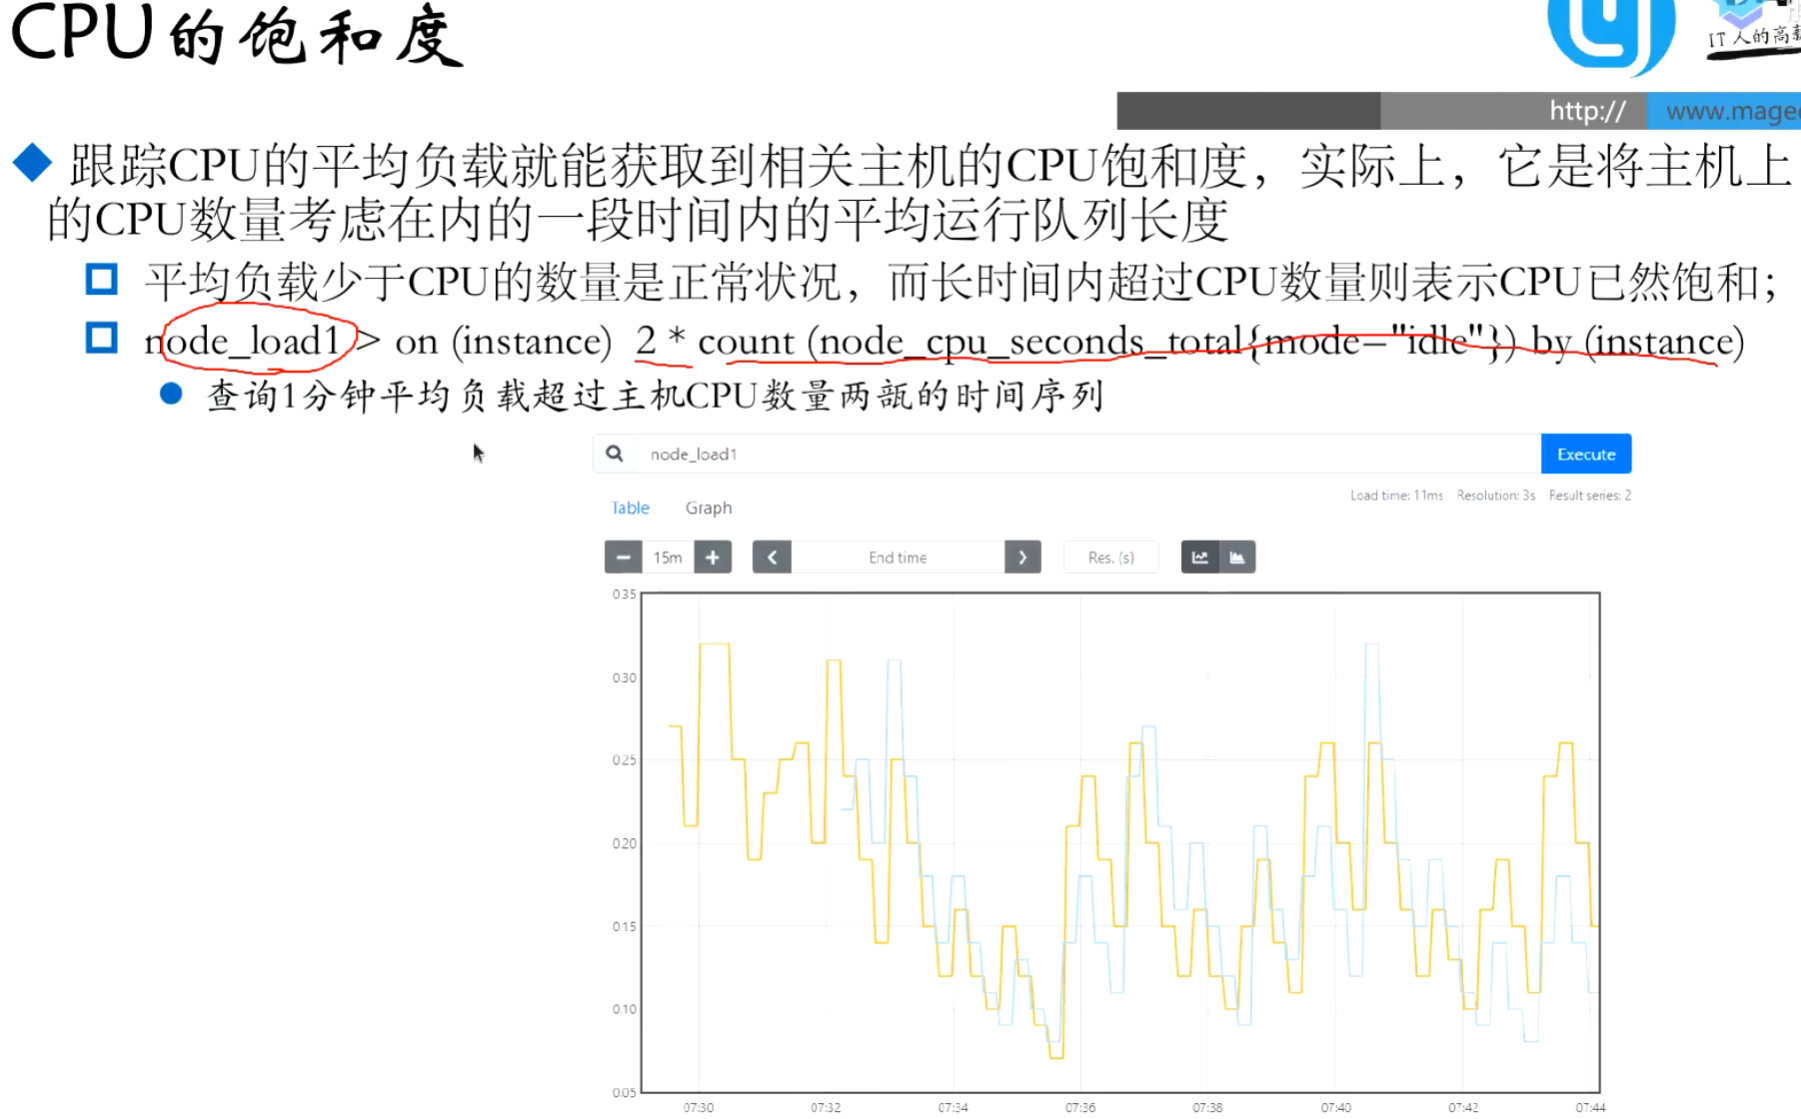 CPU的饱和度
IT人的高薪
http://
www.mage
跟踪CPU的平均负载就能获取到相关主机的CPU饱和度，实际上，它是将主机上
的CPU数量考虑在内的一段时间内的平均运行队列长度
平均负载少于CPU的数量是正常状况，而长时间内超过CPU数量则表示CPU已然饱和；
node_load1 > on (instance) 2 * count (node_cpu_seconds_total{mode="idle"}) by (instance)
查询1分钟平均负载超过主机CPU数量两瓿的时间序列
node_load1
Execute
Load time: 11ms Resolution: 3s Result series: 2
Table Graph
15m
End time
Res. (s)
0.35
0.30
0.25
0.20
0.15
0.10
0.05
07:30 07:32 07:34 07:36 07:38 07:40 07:42 07:44